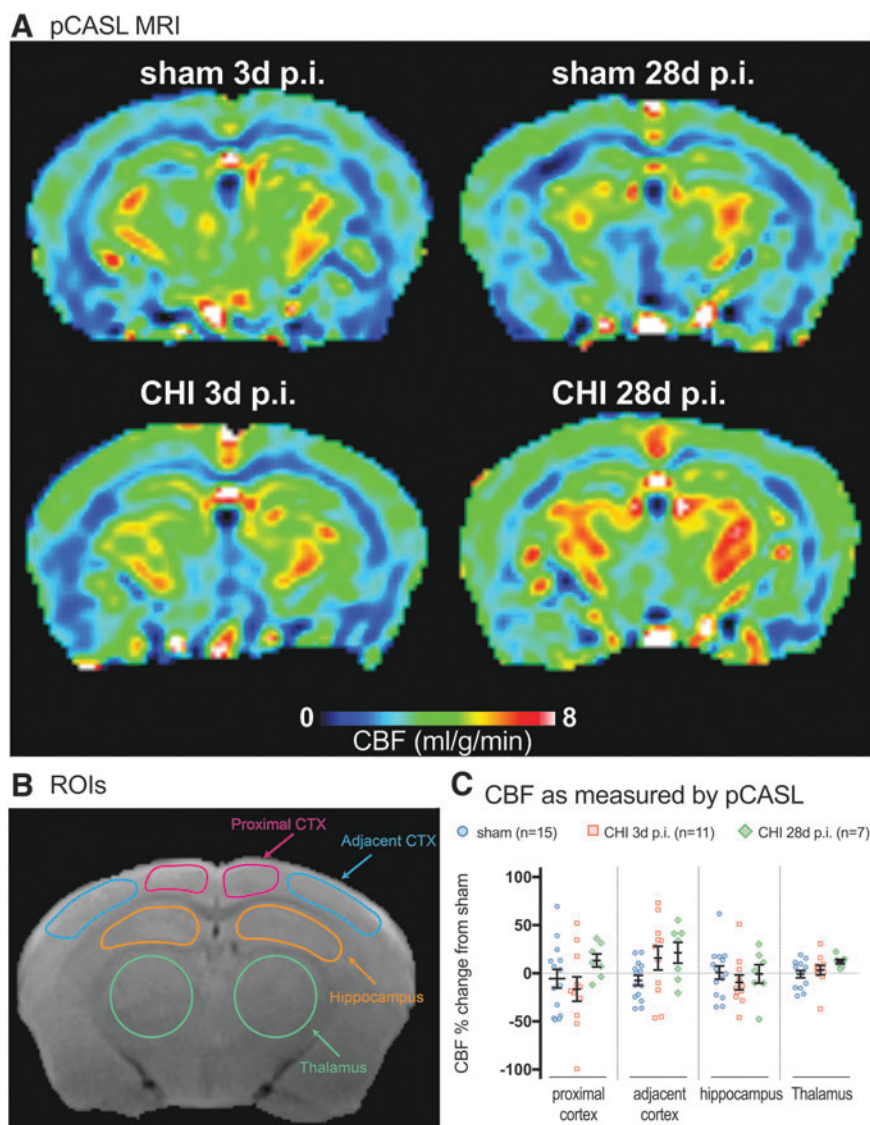 A pCASL MRI
sham 3d p.i.
sham 28d p.i.
CHI 3d p.i.
CHI 28d p.i.
0
8
CBF (ml/g/min)
B ROIs
Proximal CTX
Adjacent CTX
Hippocampus
Thalamus
C CBF as measured by pCASL
sham (n=15) CHI 3d p.i. (n=11) CHI 28d p.i. (n=7)
CBF % change from sham
100
50
0
-50
-100
proximal
cortex
adjacent
cortex
hippocampus
Thalamus